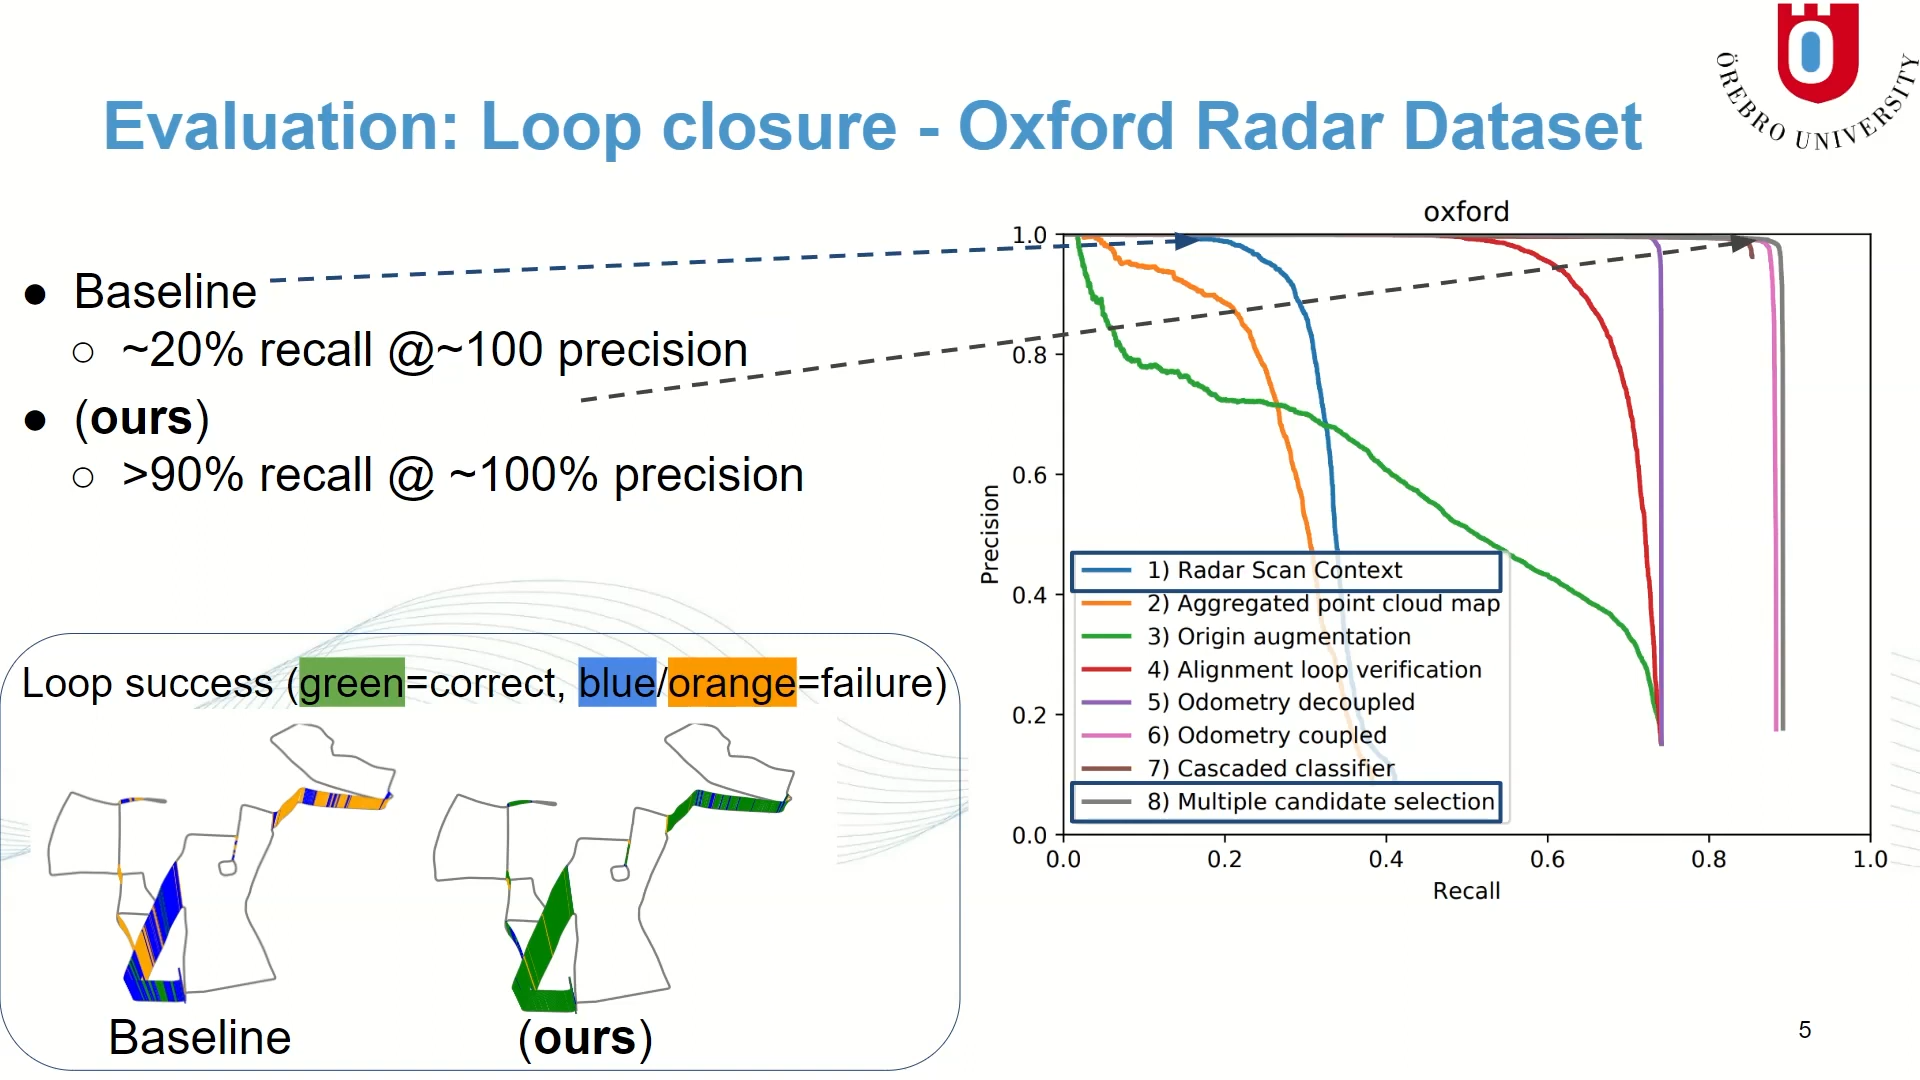 ÖREBRO UNIVERSITY
Evaluation: Loop closure - Oxford Radar Dataset
● Baseline
○ ~20% recall @~100 precision
● (ours)
○ >90% recall @ ~100% precision
oxford
1.0
0.8
0.6
0.4
0.2
0.0
Precision
1) Radar Scan Context
2) Aggregated point cloud map
3) Origin augmentation
4) Alignment loop verification
5) Odometry decoupled
6) Odometry coupled
7) Cascaded classifier
8) Multiple candidate selection
0.0 0.2 0.4 0.6 0.8 1.0
Recall
Loop success (green=correct, blue/orange=failure)
Baseline (ours)
5